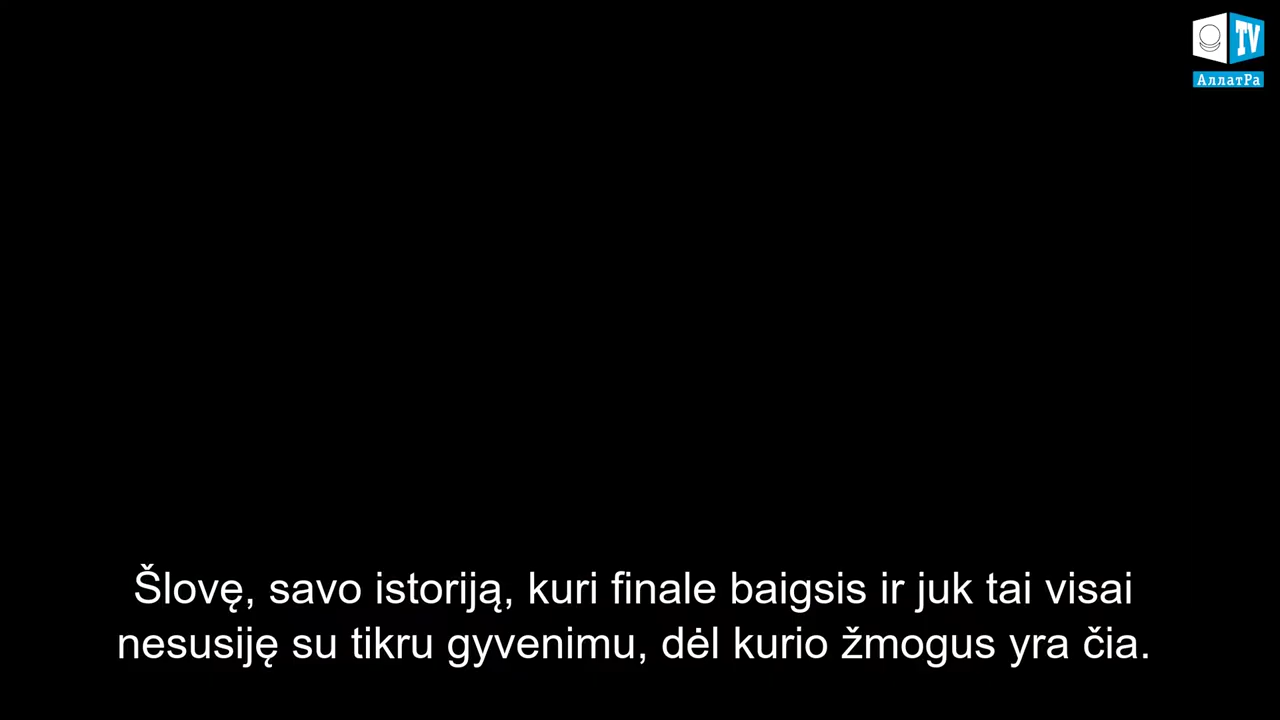 TV
АллатРа
Šlovę, savo istoriją, kuri finale baigsis ir juk tai visai
nesusiję su tikru gyvenimu, dėl kurio žmogus yra čia.